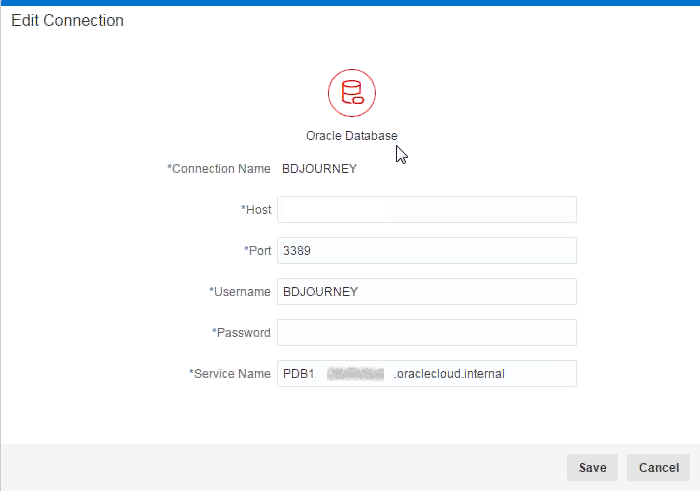 Edit Connection
Oracle Database
*Connection Name BDJOURNEY
*Host
*Port 3389
*Username BDJOURNEY
*Password
*Service Name PDB1. .oraclecloud.internal
Save Cancel